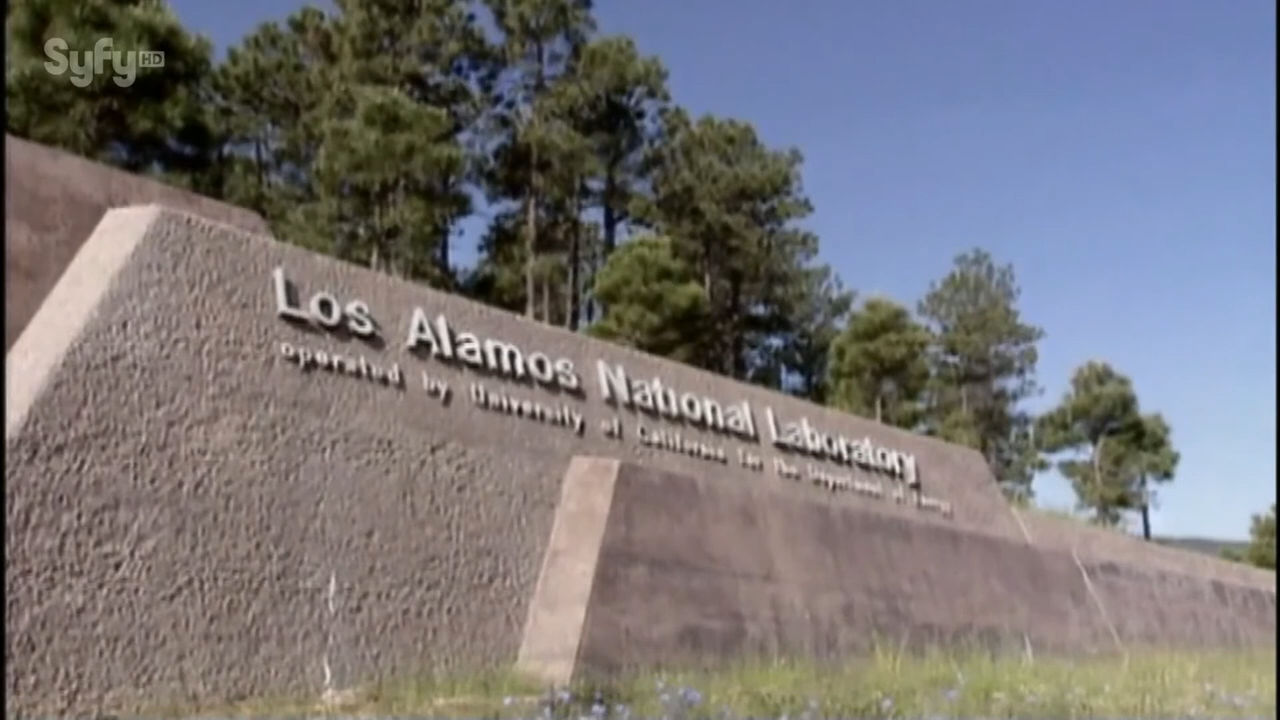 Syfy HD
Los Alamos National Laboratory
operated by University of California for the Department of Energy